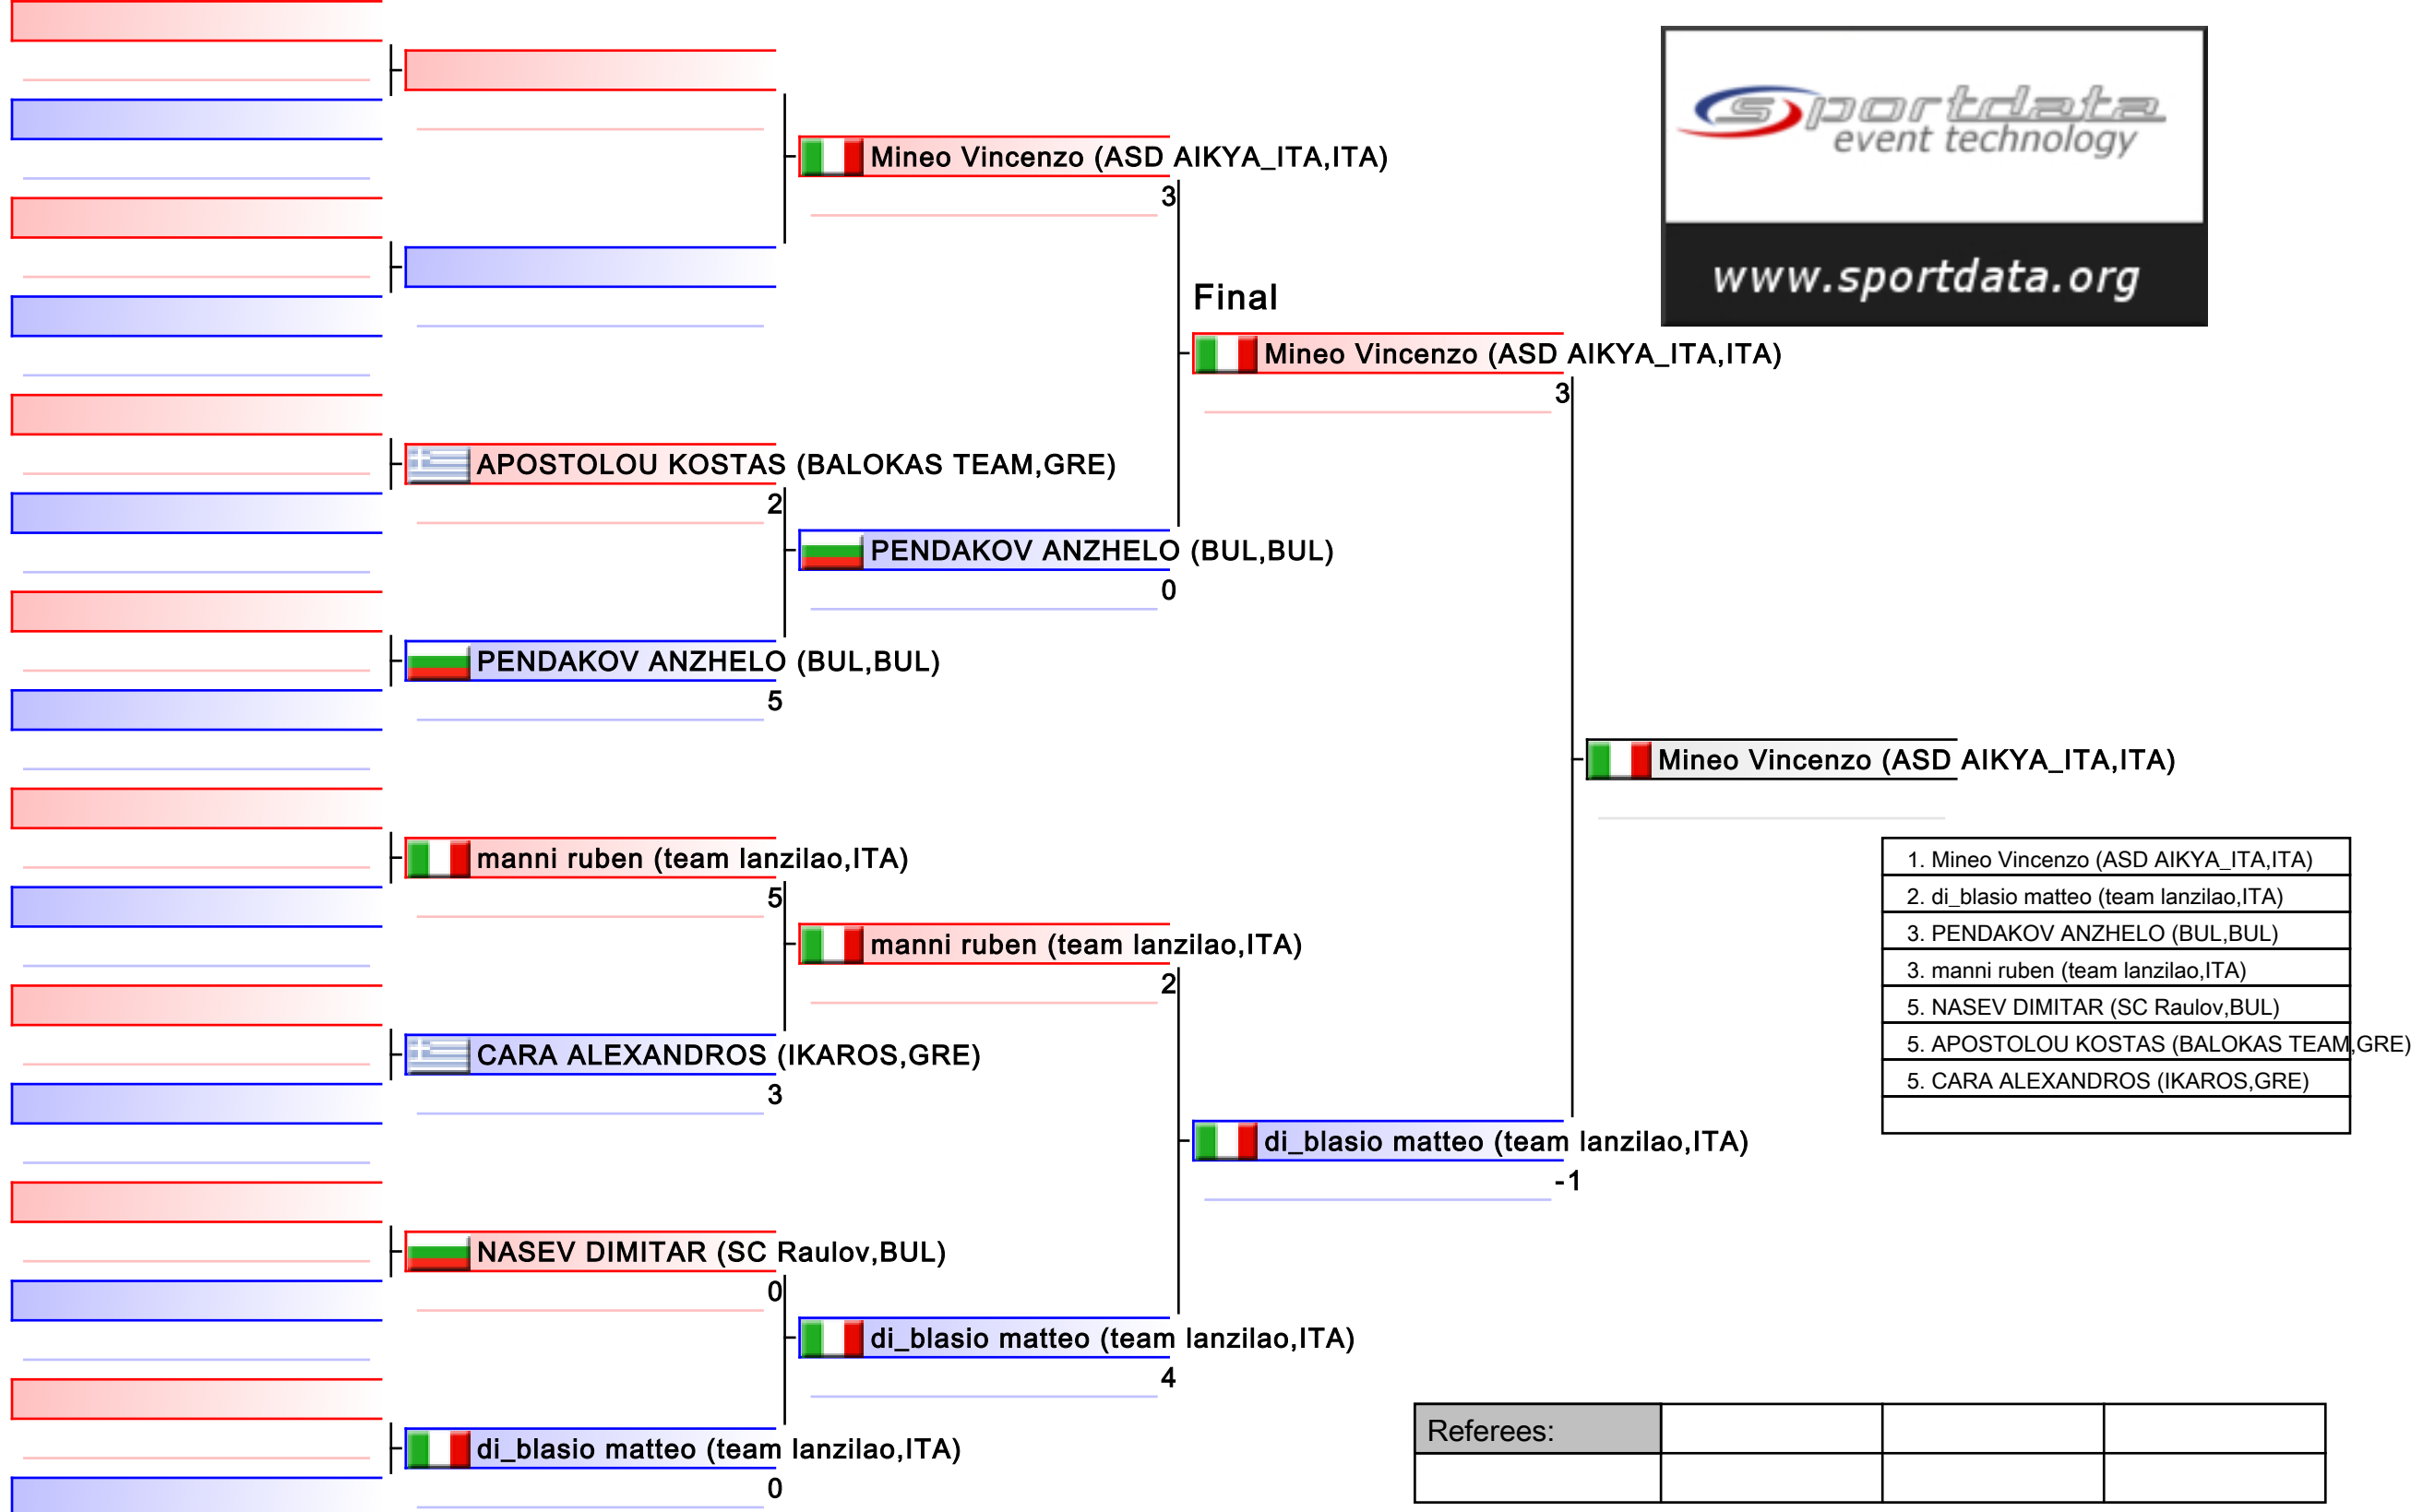 sportdata
event technology
www.sportdata.org
Mineo Vincenzo (ASD AIKYA_ITA,ITA)
3
Final
Mineo Vincenzo (ASD AIKYA_ITA,ITA)
3
APOSTOLOU KOSTAS (BALOKAS TEAM,GRE)
2
PENDAKOV ANZHELO (BUL,BUL)
0
PENDAKOV ANZHELO (BUL,BUL)
5
Mineo Vincenzo (ASD AIKYA_ITA,ITA)
manni ruben (team lanzilao,ITA)
5
manni ruben (team lanzilao,ITA)
2
CARA ALEXANDROS (IKAROS,GRE)
3
di_blasio matteo (team lanzilao,ITA)
-1
NASEV DIMITAR (SC Raulov,BUL)
0
di_blasio matteo (team lanzilao,ITA)
4
di_blasio matteo (team lanzilao,ITA)
0
1. Mineo Vincenzo (ASD AIKYA_ITA,ITA)
2. di_blasio matteo (team lanzilao,ITA)
3. PENDAKOV ANZHELO (BUL,BUL)
3. manni ruben (team lanzilao,ITA)
5. NASEV DIMITAR (SC Raulov,BUL)
5. APOSTOLOU KOSTAS (BALOKAS TEAM,GRE)
5. CARA ALEXANDROS (IKAROS,GRE)
Referees: